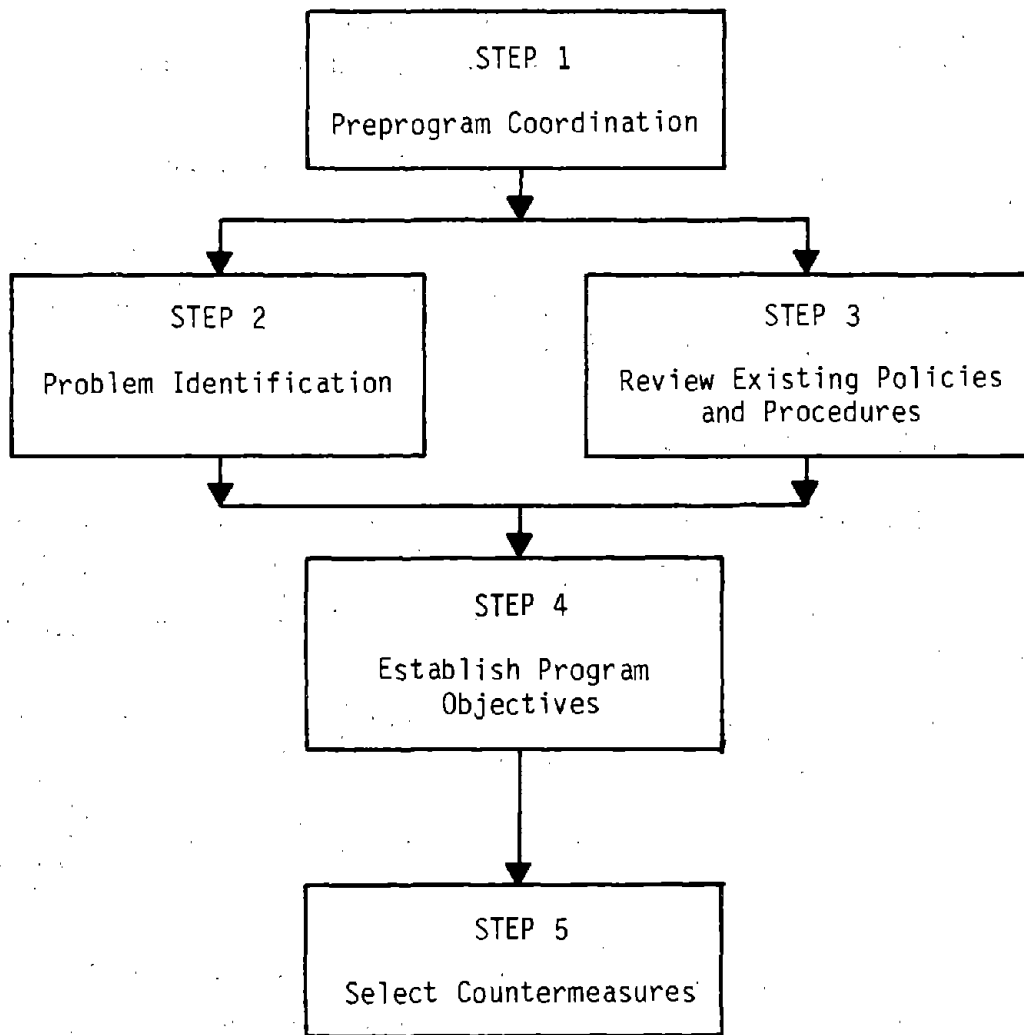 STEP 1
Preprogram Coordination
STEP 2
Problem Identification
STEP 3
Review Existing Policies
and Procedures
STEP 4
Establish Program
Objectives
STEP 5
Select Countermeasures